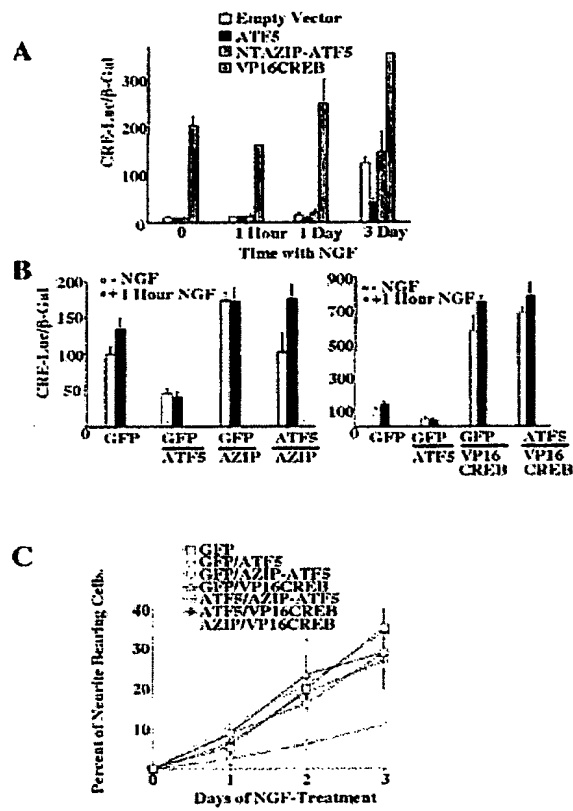 A
Empty Vector
ATF5
NTAZIP-ATF5
VP16CREB
CRE-Luc/β-Gal
300
200
100
0
0 1 Hour 1 Day 3 Day
Time with NGF
B
CRE-Luc/β-Gal
200
150
100
50
0
- NGF
+1 Hour NGF
GFP GFP GFP ATF5
ATF5 AZIP AZIP
900
700
500
300
100
0
- NGF
+1 Hour NGF
GFP GFP GFP ATF5
ATF5 VP16 VP16
CREB CREB
C
GFP
GFP/ATF5
GFP/AZIP-ATF5
GFP/VP16CREB
ATF5/AZIP-ATF5
ATF5/VP16CREB
AZIP/VP16CREB
Percent of Neurite Bearing Cells.
40
30
20
10
0 1 2 3
Days of NGF-Treatment